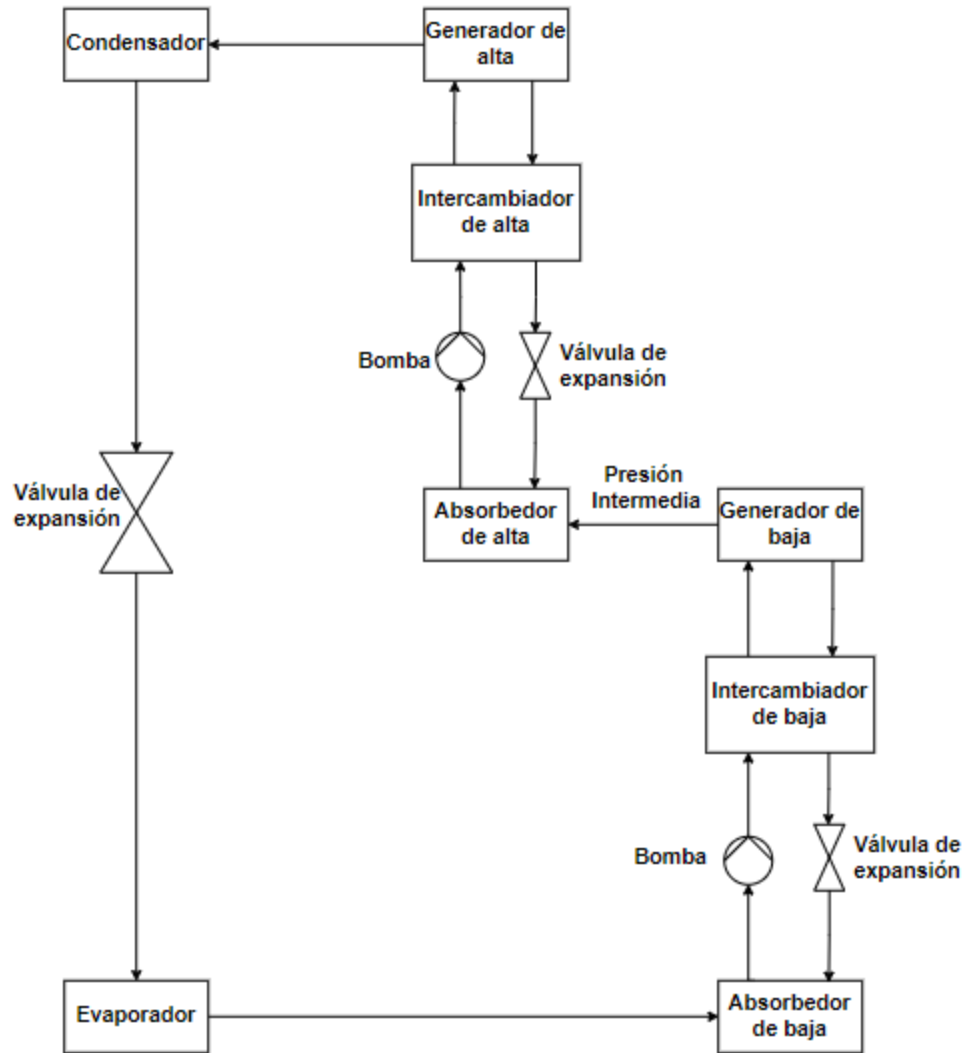 Condensador
Generador de
alta
Intercambiador
de alta
Bomba
Válvula de
expansión
Válvula de
expansión
Absorbedor
de alta
Presión
Intermedia
Generador de
baja
Intercambiador
de baja
Bomba
Válvula de
expansión
Evaporador
Absorbedor
de baja